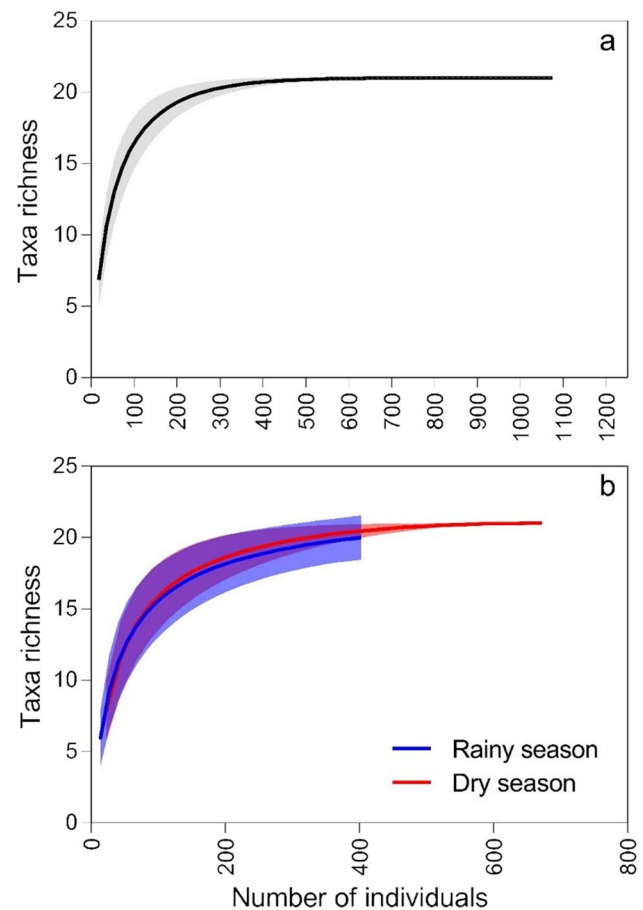 a
Taxa richness
25
20
15
10
5
0
0 100 200 300 400 500 600 700 800 900 1000 1100 1200
b
Taxa richness
25
20
15
10
5
0
Rainy season
Dry season
0 200 400 600 800
Number of individuals